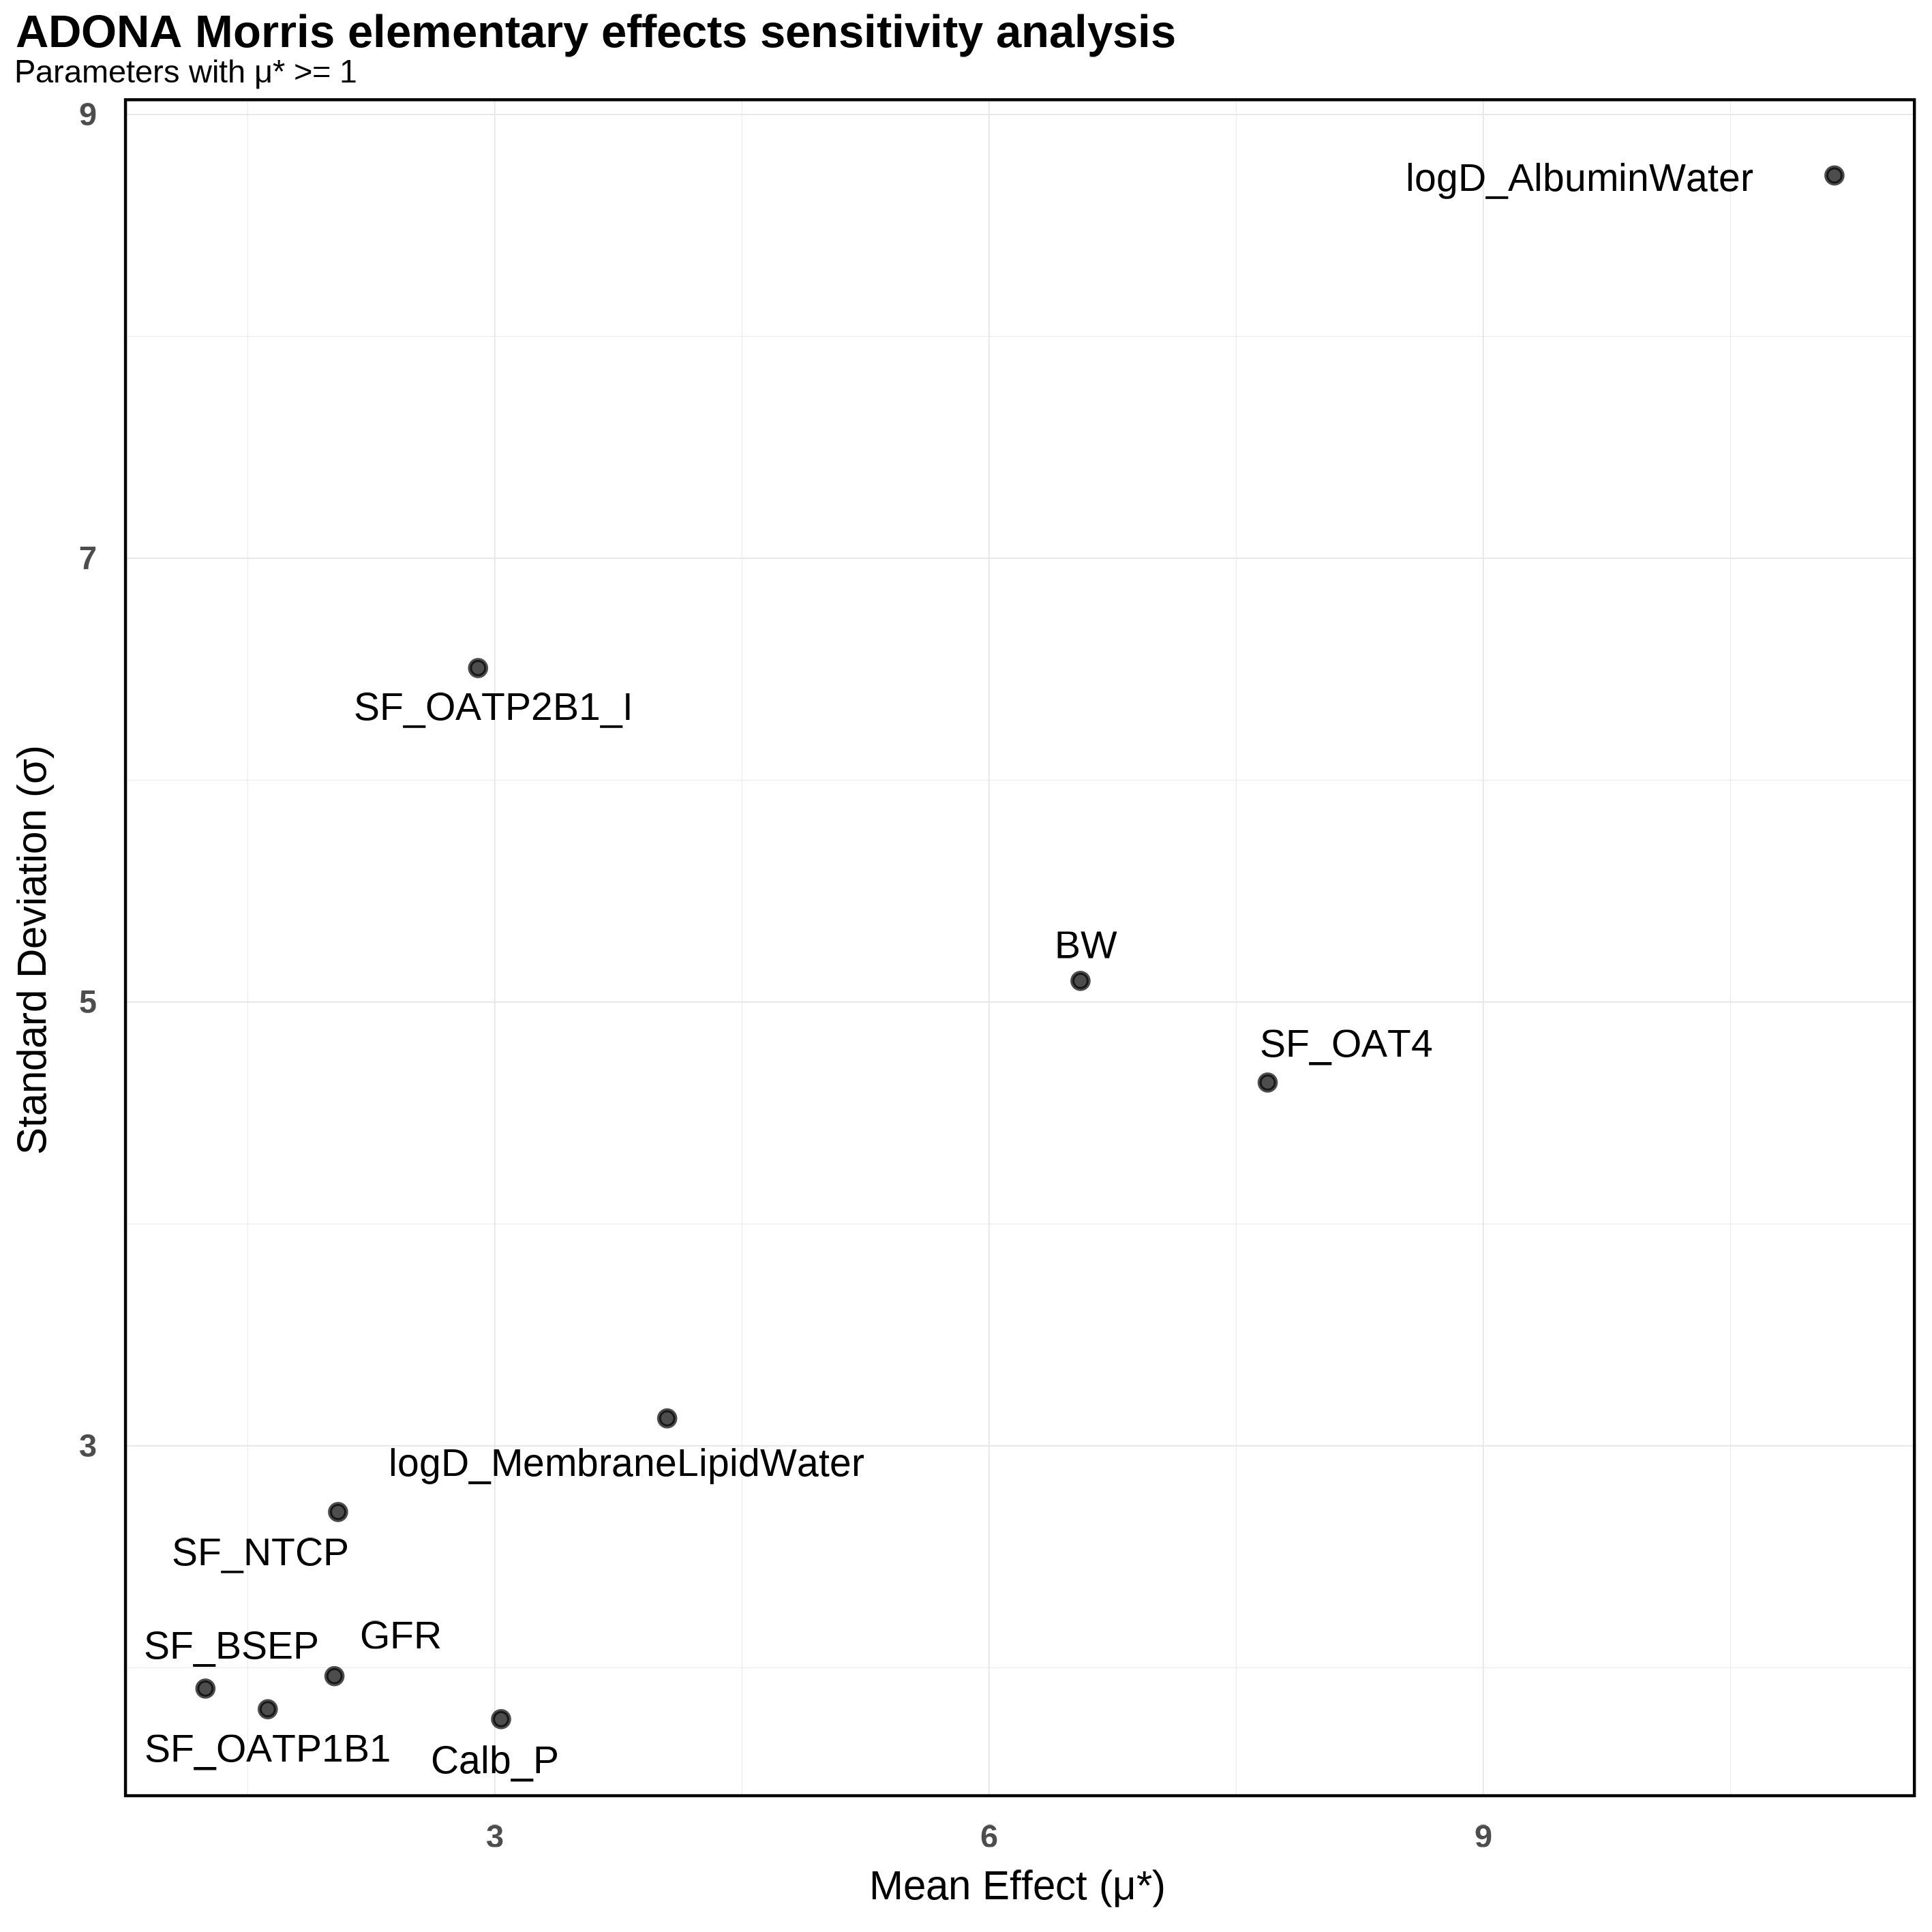 ADONA Morris elementary effects sensitivity analysis
Parameters with μ* >= 1
9
logD_AlbuminWater
7
SF_OATP2B1_I
BW
5
SF_OAT4
Standard Deviation (σ)
3
logD_MembraneLipidWater
SF_NTCP
GFR
SF_BSEP
SF_OATP1B1
Calb_P
3
6
9
Mean Effect (μ*)